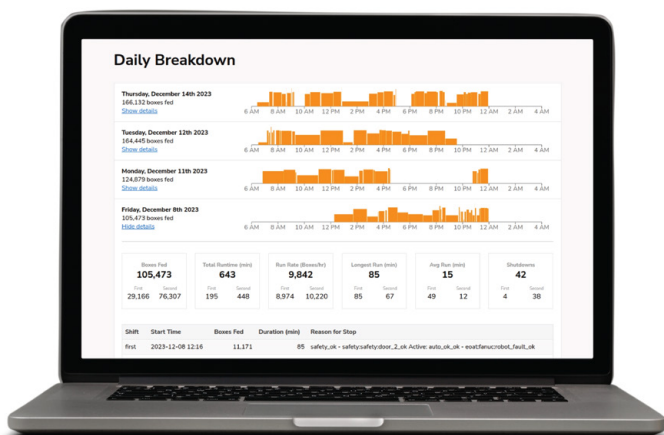 Daily Breakdown
Thursday, December 14th 2023
166,132 boxes fed
Show details
6 AM 8 AM 10 AM 12 PM 2 PM 4 PM 6 PM 8 PM 10 PM 12 AM 2 AM 4 AM
Tuesday, December 12th 2023
164,445 boxes fed
Show details
6 AM 8 AM 10 AM 12 PM 2 PM 4 PM 6 PM 8 PM 10 PM 12 AM 2 AM 4 AM
Monday, December 11th 2023
124,879 boxes fed
Show details
6 AM 8 AM 10 AM 12 PM 2 PM 4 PM 6 PM 8 PM 10 PM 12 AM 2 AM 4 AM
Friday, December 8th 2023
105,473 boxes fed
Hide details
6 AM 8 AM 10 AM 12 PM 2 PM 4 PM 6 PM 8 PM 10 PM 12 AM 2 AM 4 AM
Boxes Fed Total Runtime (min) Run Rate (Boxes/hr) Longest Run (min) Avg Run (min) Shutdowns
105,473 643 9,842 85 15 42
First Second First Second First Second First Second First Second First Second
29,166 76,307 195 448 8,974 10,220 85 67 49 12 4 38
Shift Start Time Boxes Fed Duration (min) Reason for Stop
first 2023-12-08 12:16 11,171 85 safety_ok - safety:safety:door_2_ok Active: auto_ok_ok - eoat:fanuc:robot_fault_ok